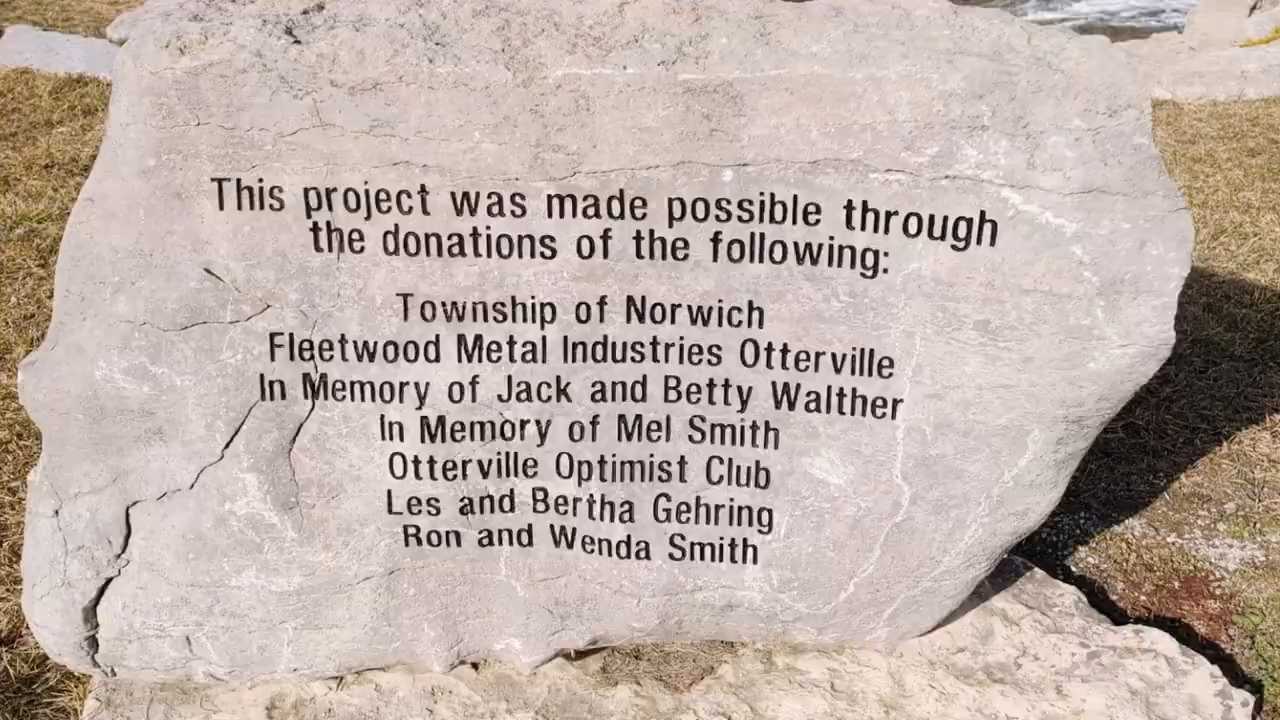 This project was made possible through
the donations of the following:
Township of Norwich
Fleetwood Metal Industries Otterville
In Memory of Jack and Betty Walther
In Memory of Mel Smith
Otterville Optimist Club
Les and Bertha Gehring
Ron and Wenda Smith